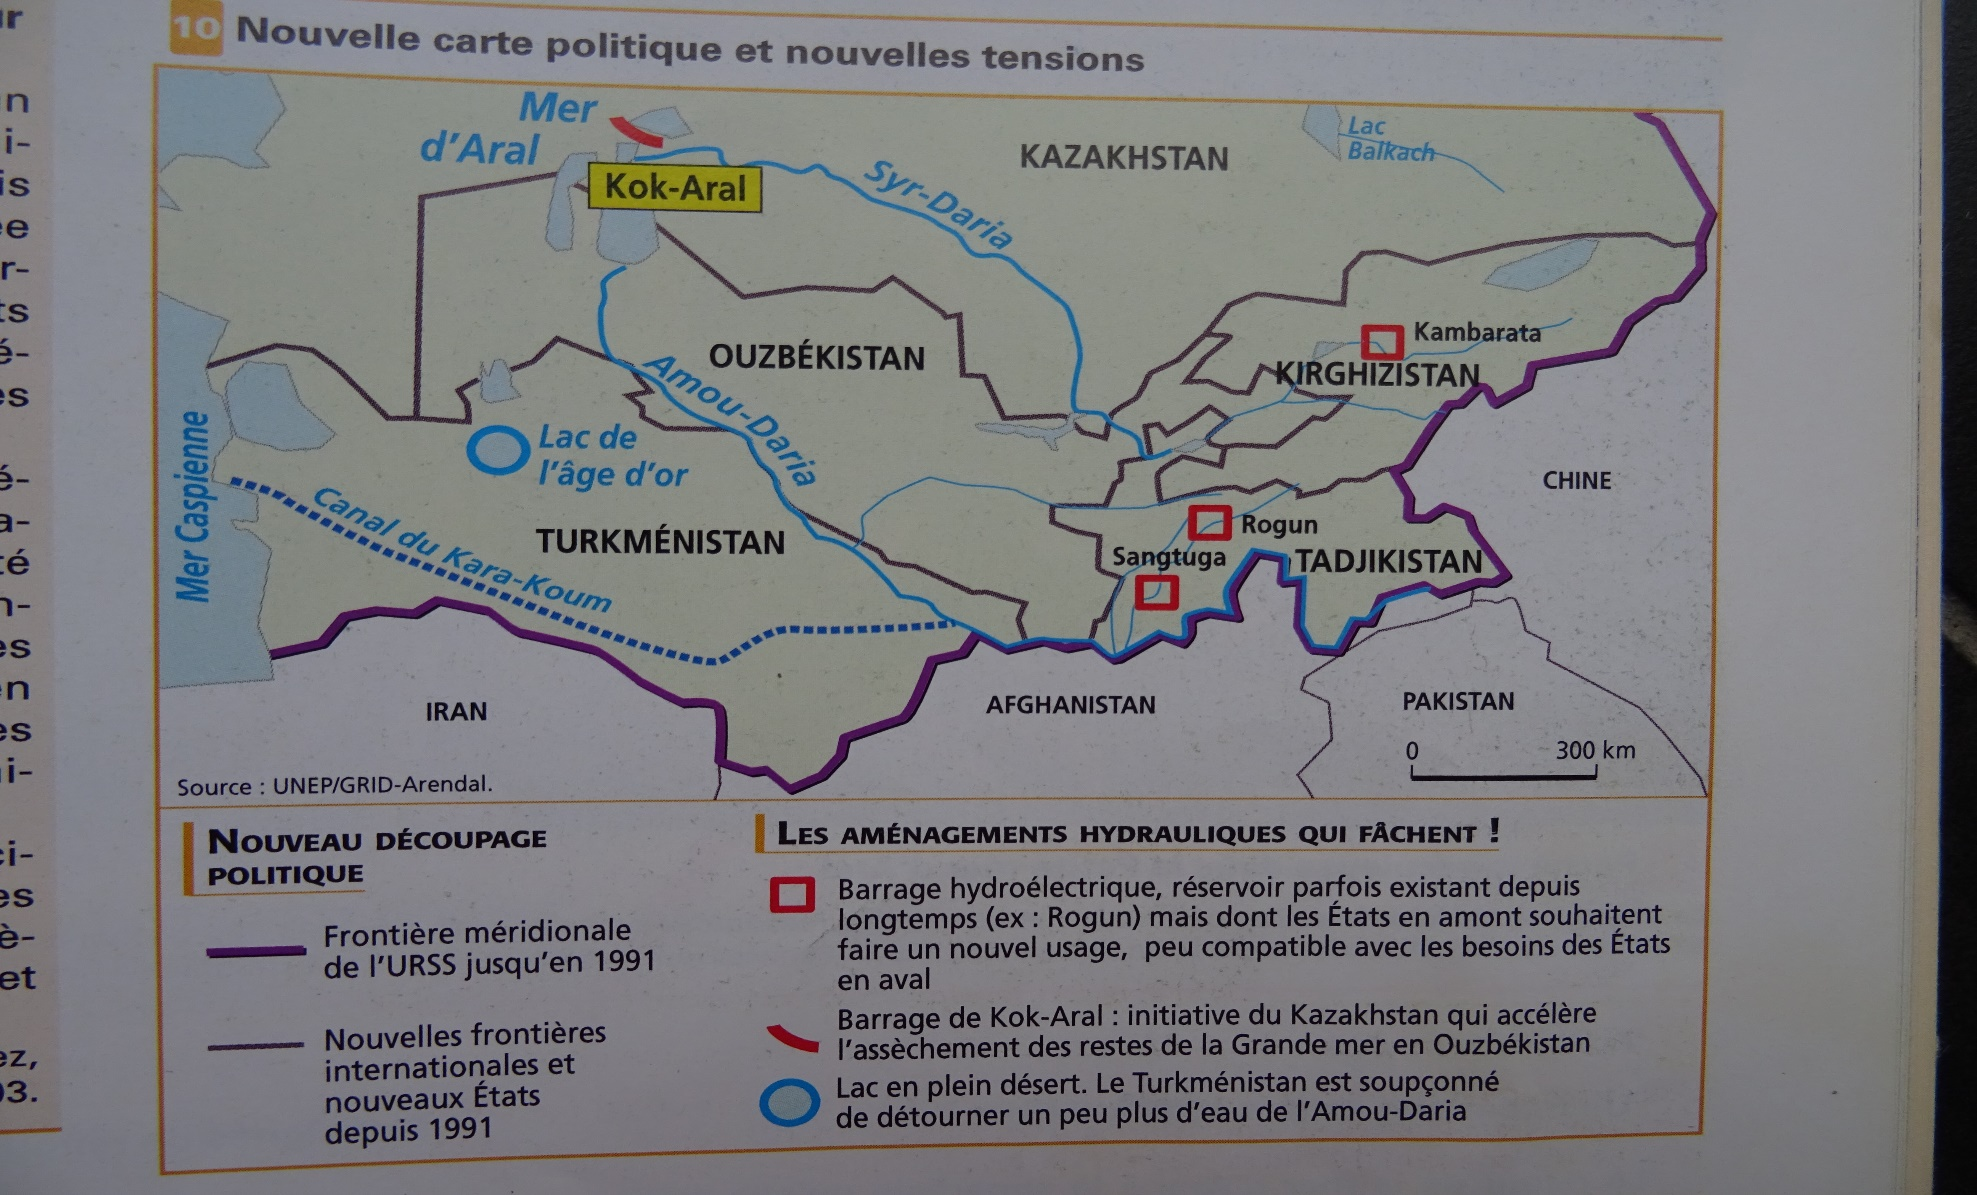 10 Nouvelle carte politique et nouvelles tensions
Mer
d'Aral
Kok-Aral
Syr-Daria
KAZAKHSTAN
Lac
Balkach
OUZBÉKISTAN
Amou-Daria
Kambarata
KIRGHIZISTAN
Mer Caspienne
Lac de
l'âge d'or
Canal du Kara-Koum
TURKMÉNISTAN
CHINE
Rogun
Sangtuga
TADJIKISTAN
IRAN
AFGHANISTAN
PAKISTAN
0 300 km
Source : UNEP/GRID-Arendal.
NOUVEAU DÉCOUPAGE
POLITIQUE
Frontière méridionale
de l'URSS jusqu'en 1991
Nouvelles frontières
internationales et
nouveaux États
depuis 1991
LES AMÉNAGEMENTS HYDRAULIQUES QUI FÂCHENT !
Barrage hydroélectrique, réservoir parfois existant depuis
longtemps (ex : Rogun) mais dont les États en amont souhaitent
faire un nouvel usage, peu compatible avec les besoins des États
en aval
Barrage de Kok-Aral : initiative du Kazakhstan qui accélère
l'assèchement des restes de la Grande mer en Ouzbékistan
Lac en plein désert. Le Turkménistan est soupçonné
de détourner un peu plus d'eau de l'Amou-Daria